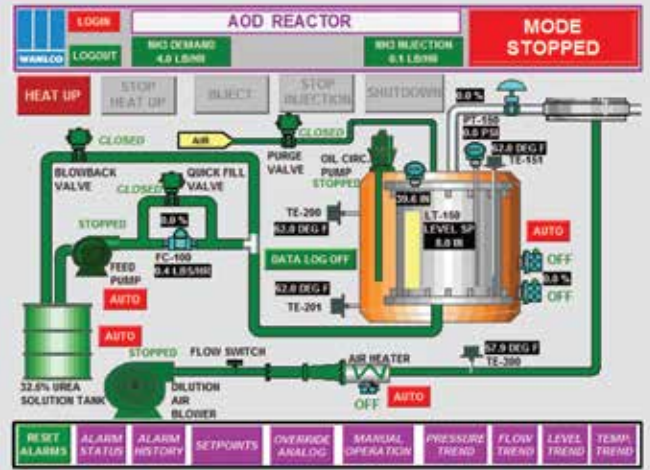 WAHLCO
LOGIN
LOGOUT
AOD REACTOR
NH3 DEMAND
4.0 LB/HR
NH3 INJECTION
0.1 LB/HR
MODE
STOPPED
HEAT UP
STOP
HEAT UP
INJECT
STOP
INJECTION
SHUTDOWN
0.0 %
CLOSED
AIR
CLOSED
PT-150
0.0 PSI
BLOWBACK
VALVE
QUICK FILL
VALVE
CLOSED
PURGE
VALVE
OIL CIRC.
PUMP
STOPPED
62.0 DEG F
TE-151
39.6 IN
LT-150
LEVEL SP
8.0 IN
TE-200
62.0 DEG F
AUTO
STOPPED
0.0 %
FC-100
0.4 LBS/HR
FEED
PUMP
DATA LOG OFF
OFF
0.0 %
OFF
AUTO
62.0 DEG F
TE-201
AUTO
STOPPED
FLOW SWITCH
AIR HEATER
57.9 DEG F
TE-300
32.5% UREA
SOLUTION TANK
DILUTION
AIR
BLOWER
OFF
AUTO
RESET
ALARMS
ALARM
STATUS
ALARM
HISTORY
SETPOINTS
OVERRIDE
ANALOG
MANUAL
OPERATION
PRESSURE
TREND
FLOW
TREND
LEVEL
TREND
TEMP.
TREND